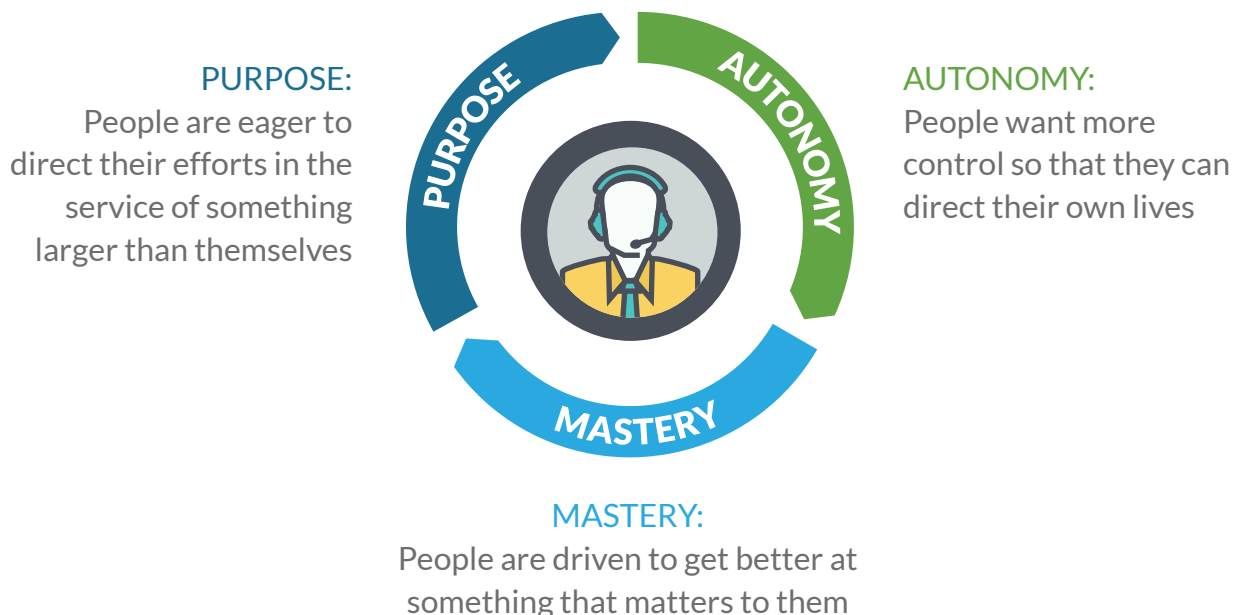 PURPOSE:
People are eager to
direct their efforts in the
service of something
larger than themselves
PURPOSE
AUTONOMY
MASTERY
AUTONOMY:
People want more
control so that they can
direct their own lives
MASTERY:
People are driven to get better at
something that matters to them